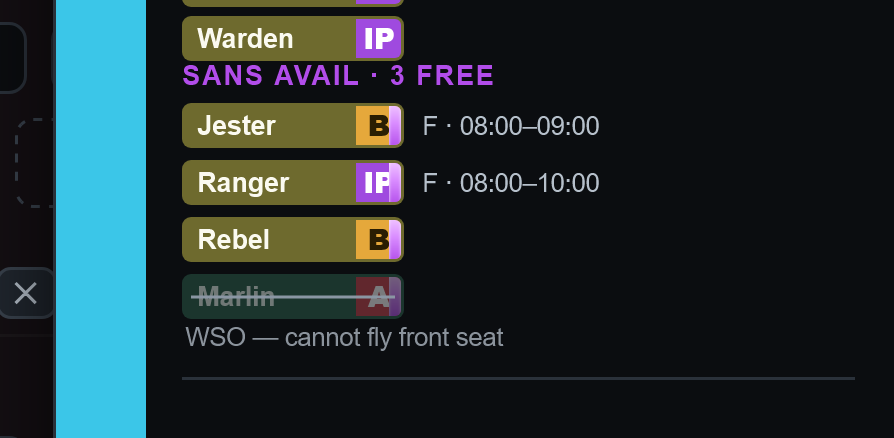 Warden IP
SANS AVAIL · 3 FREE
Jester B F · 08:00–09:00
Ranger IP F · 08:00–10:00
Rebel B
Marlin A
WSO — cannot fly front seat